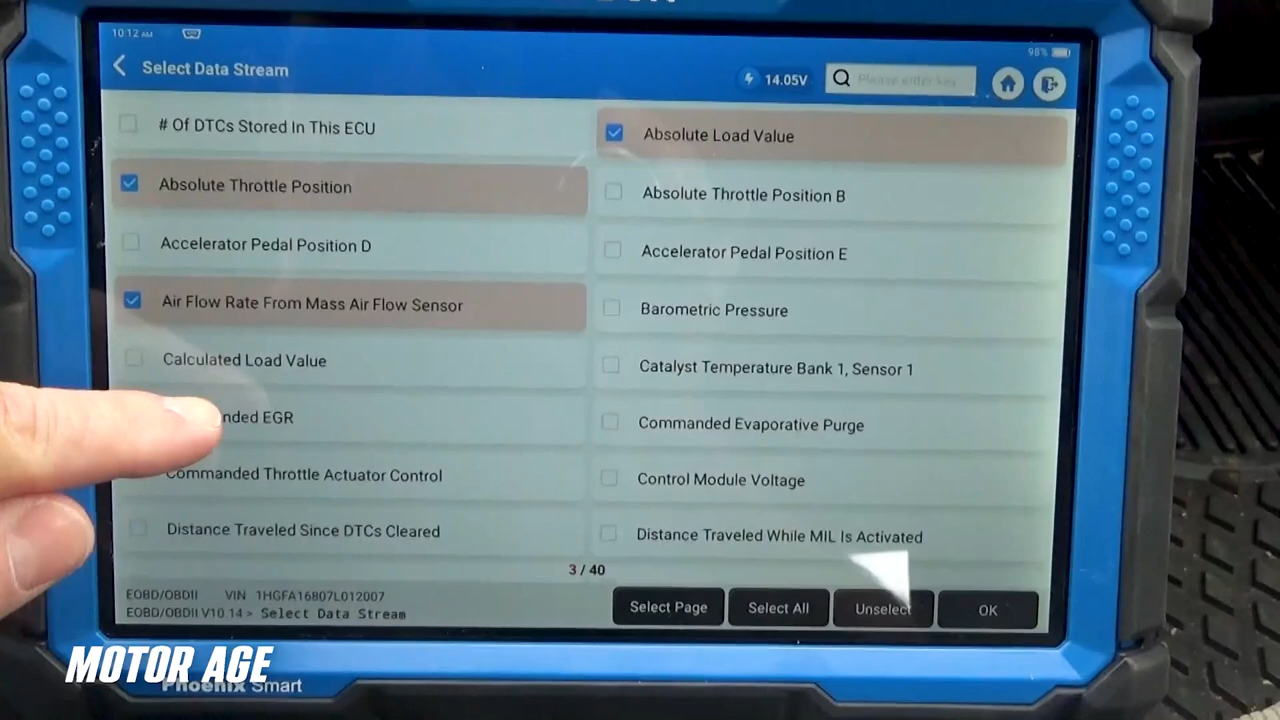 10:12 AM
98%
Select Data Stream
14.05V
Please enter key
# Of DTCs Stored In This ECU
Absolute Load Value
Absolute Throttle Position
Absolute Throttle Position B
Accelerator Pedal Position D
Accelerator Pedal Position E
Air Flow Rate From Mass Air Flow Sensor
Barometric Pressure
Calculated Load Value
Catalyst Temperature Bank 1, Sensor 1
nded EGR
Commanded Evaporative Purge
Commanded Throttle Actuator Control
Control Module Voltage
Distance Traveled Since DTCs Cleared
Distance Traveled While MIL Is Activated
3 / 40
EOBD/OBDII VIN 1HGFA16807L012007
EOBD/OBDII V10.14 > Select Data Stream
Select Page
Select All
Unselect
OK
MOTOR AGE
Phoenix Smart